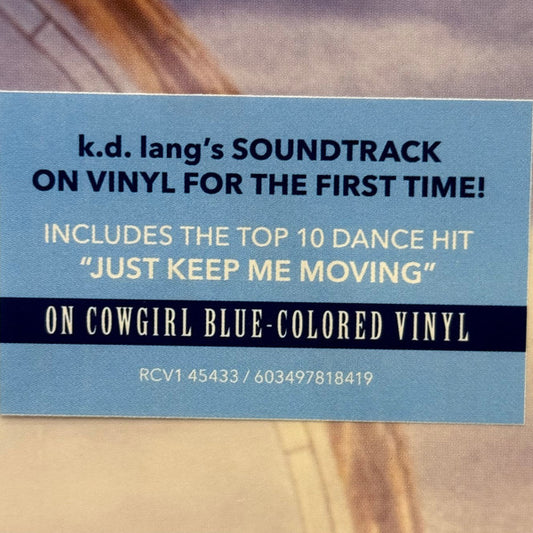 k.d. lang's SOUNDTRACK
ON VINYL FOR THE FIRST TIME!
INCLUDES THE TOP 10 DANCE HIT
"JUST KEEP ME MOVING"
ON COWGIRL BLUE-COLORED VINYL
RCV1 45433 / 603497818419